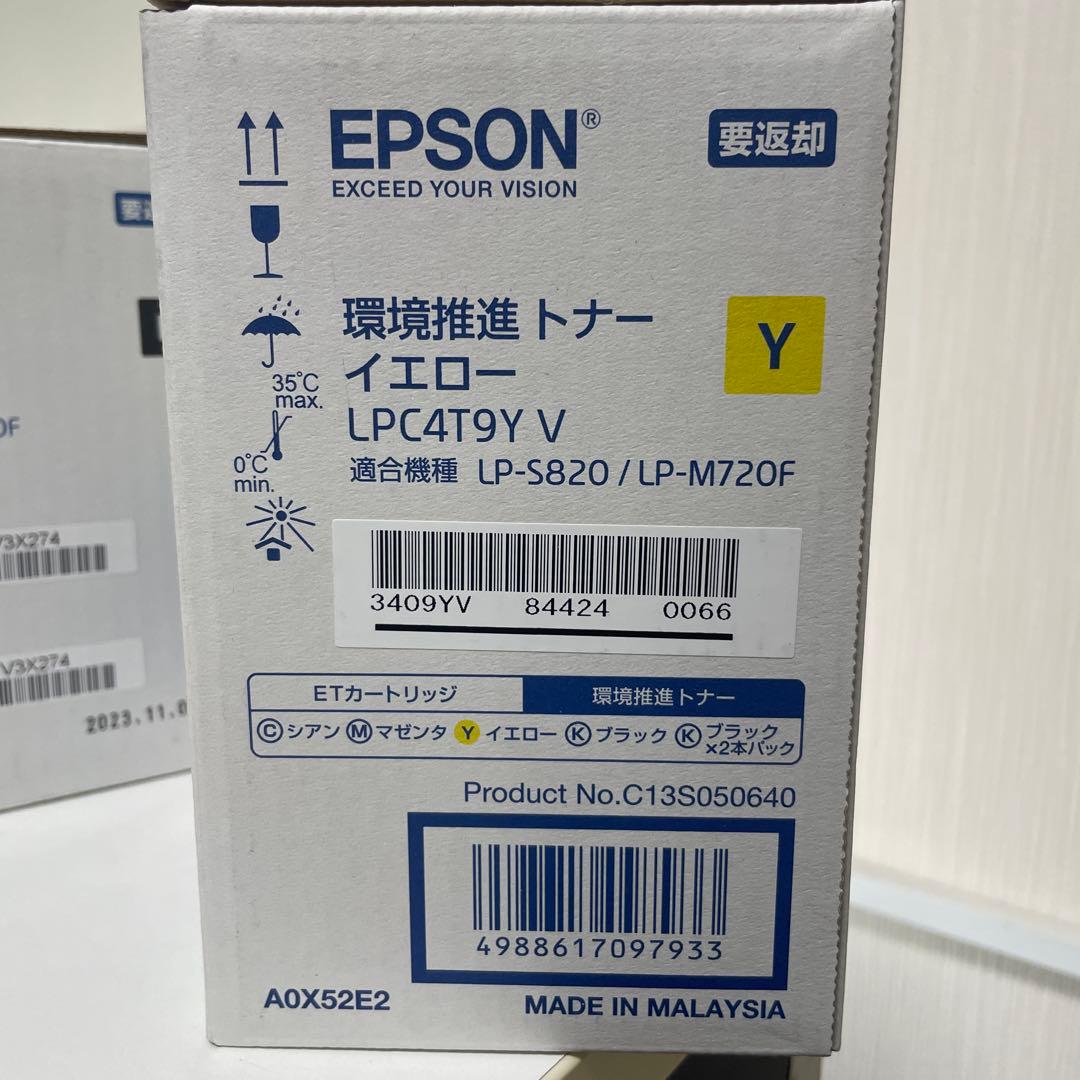 EPSON®
EXCEED YOUR VISION
要返却
環境推進 トナー
イエロー
Y
LPC4T9Y V
適合機種 LP-S820 / LP-M720F
35°C
max.
0°C
min.
3409YV 84424 0066
ETカートリッジ 環境推進トナー
C シアン M マゼンタ Y イエロー K ブラック K ブラック
×2本パック
Product No.C13S050640
4988617097933
A0X52E2
MADE IN MALAYSIA
V3X274
V3X274
2023.11.0